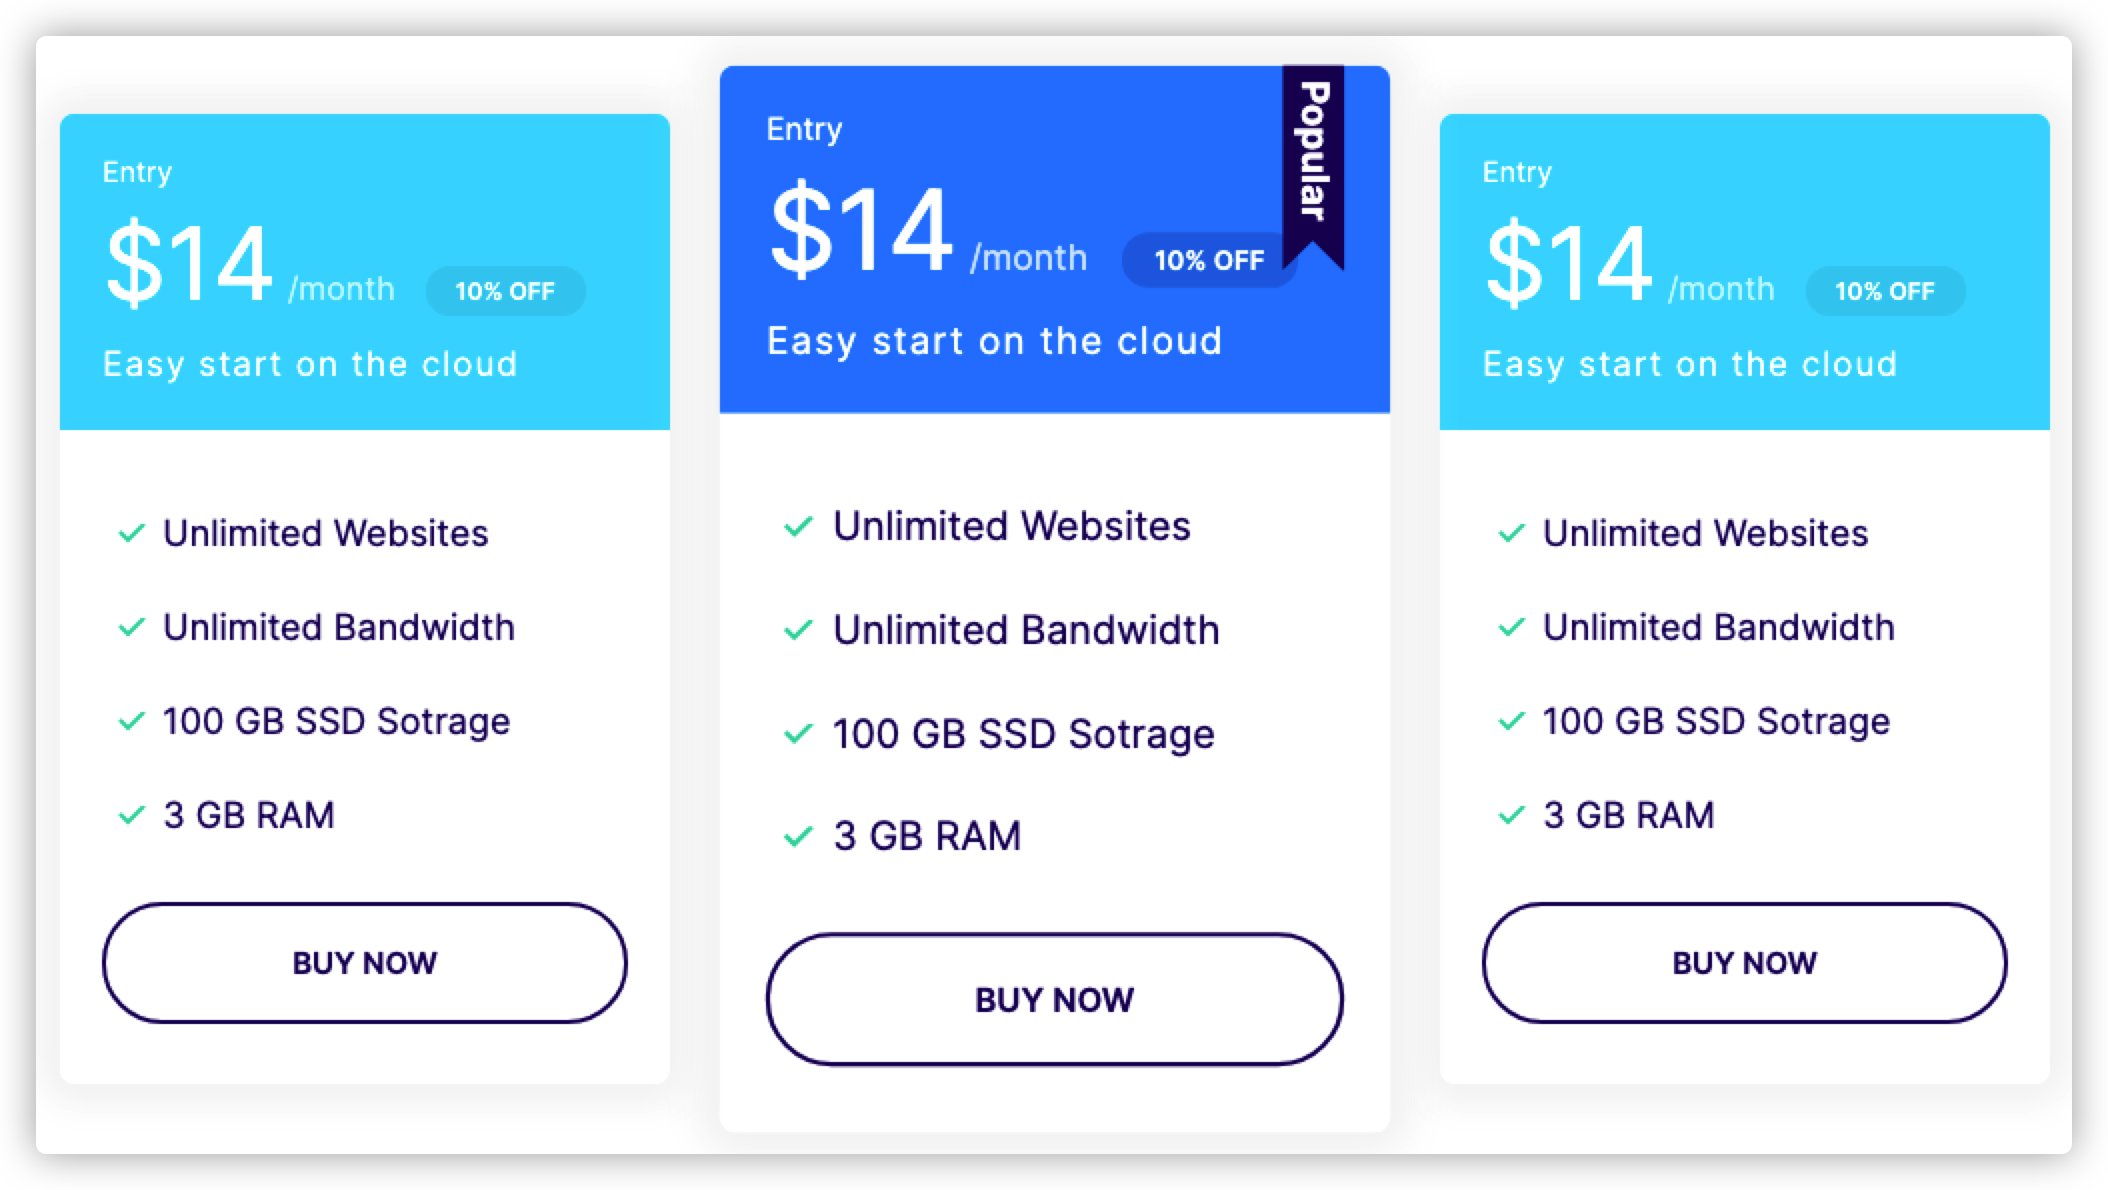 Entry
$14 /month 10% OFF
Easy start on the cloud
Unlimited Websites
Unlimited Bandwidth
100 GB SSD Sotrage
3 GB RAM
BUY NOW
Popular
Entry
$14 /month 10% OFF
Easy start on the cloud
Unlimited Websites
Unlimited Bandwidth
100 GB SSD Sotrage
3 GB RAM
BUY NOW
Entry
$14 /month 10% OFF
Easy start on the cloud
Unlimited Websites
Unlimited Bandwidth
100 GB SSD Sotrage
3 GB RAM
BUY NOW